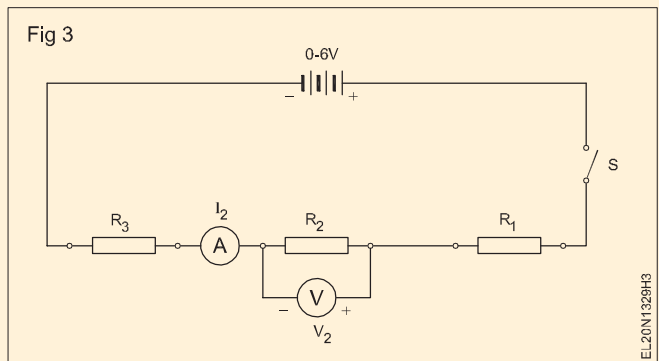 Fig 3
0-6V
− +
S
R3
I2
A
R2
R1
V
− +
V2
EL20N1329H3